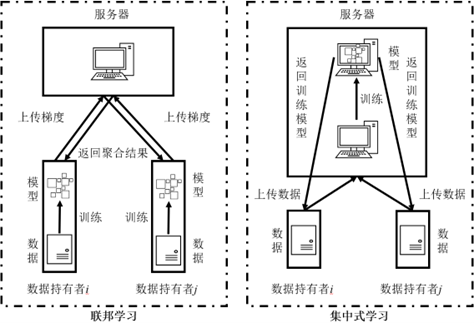 服务器
上传梯度
上传梯度
返回聚合结果
模型
模型
训练
训练
数据
数据
数据持有者i
数据持有者j
联邦学习
服务器
模型
返回训练模型
返回训练模型
训练
上传数据
上传数据
数据
数据
数据持有者i
数据持有者j
集中式学习